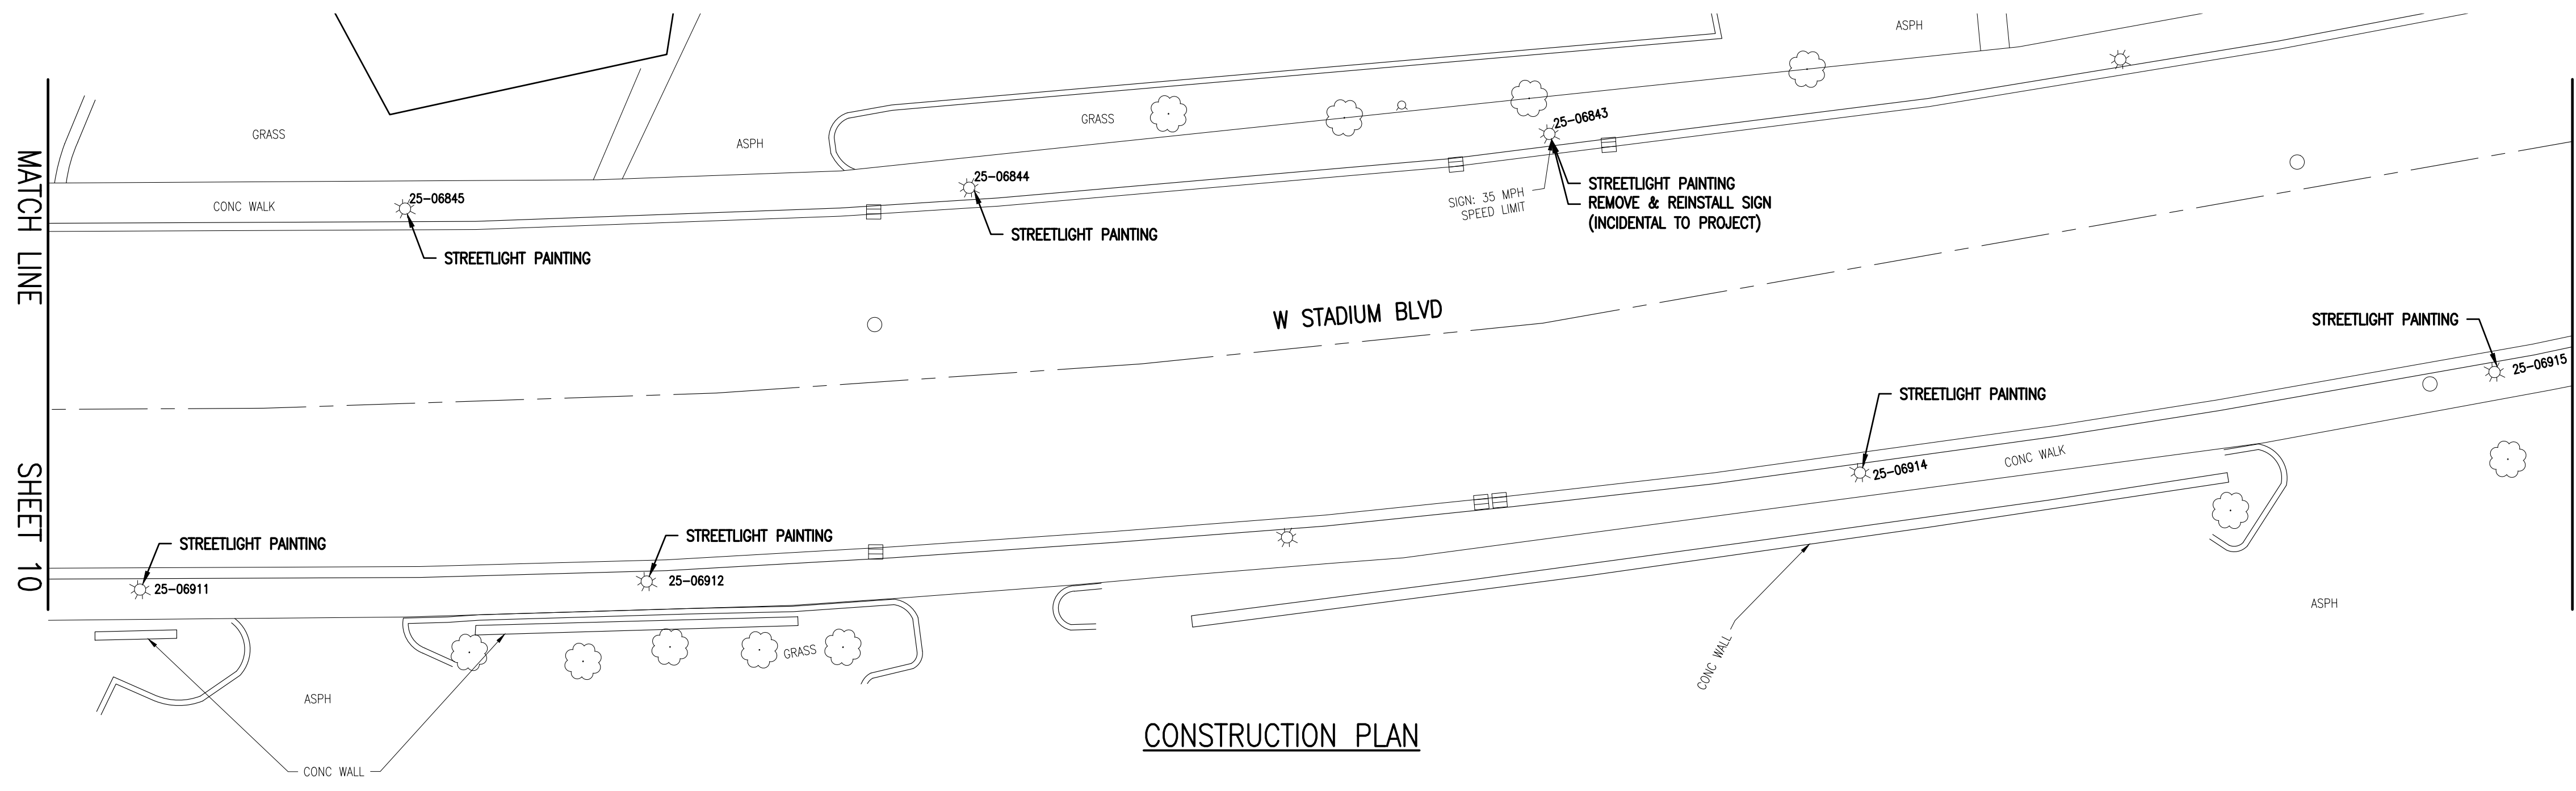 ASPH
GRASS
ASPH
GRASS
25-06843
MATCH LINE SHEET 10
CONC WALK
25-06845
25-06844
SIGN: 35 MPH
SPEED LIMIT
STREETLIGHT PAINTING
REMOVE & REINSTALL SIGN
(INCIDENTAL TO PROJECT)
STREETLIGHT PAINTING
STREETLIGHT PAINTING
W STADIUM BLVD
STREETLIGHT PAINTING
25-06915
STREETLIGHT PAINTING
CONC WALK
25-06914
STREETLIGHT PAINTING
STREETLIGHT PAINTING
25-06911
25-06912
ASPH
GRASS
CONC WALL
ASPH
CONSTRUCTION PLAN
CONC WALL